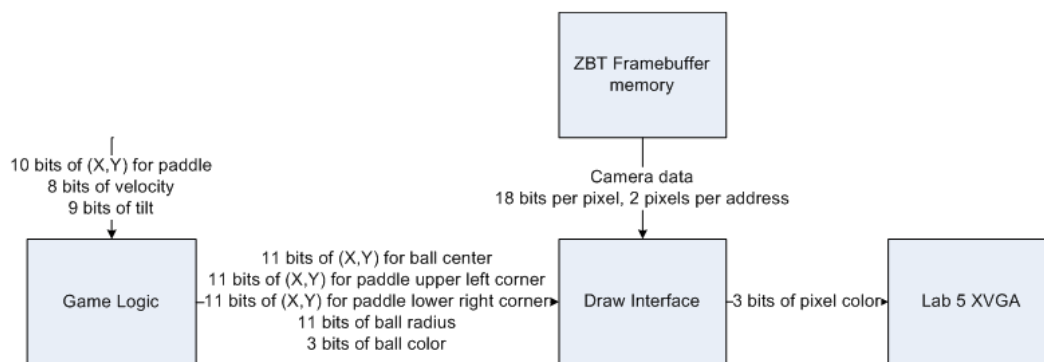 ZBT Framebuffer
memory
10 bits of (X,Y) for paddle
8 bits of velocity
9 bits of tilt
Camera data
18 bits per pixel, 2 pixels per address
Game Logic
11 bits of (X,Y) for ball center
11 bits of (X,Y) for paddle upper left corner
11 bits of (X,Y) for paddle lower right corner
11 bits of ball radius
3 bits of ball color
Draw Interface
3 bits of pixel color
Lab 5 XVGA